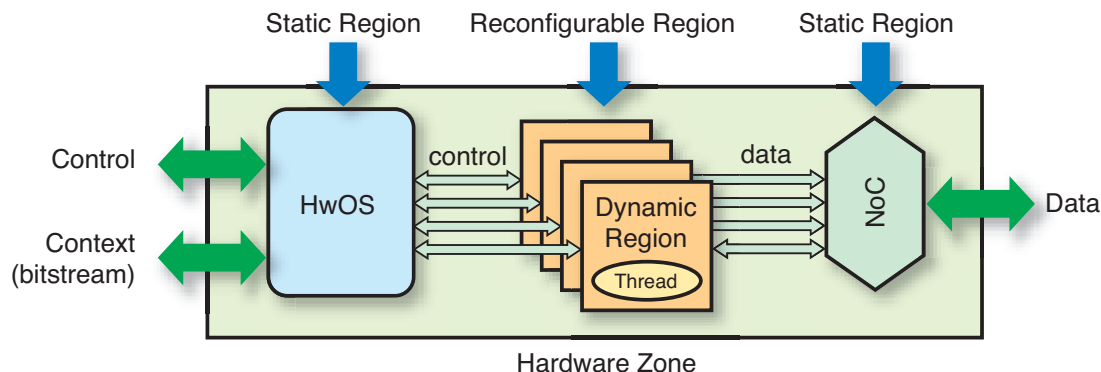 Static Region
Reconfigurable Region
Static Region
Control
control
data
HwOS
Dynamic
Region
Thread
NoC
Data
Context
(bitstream)
Hardware Zone